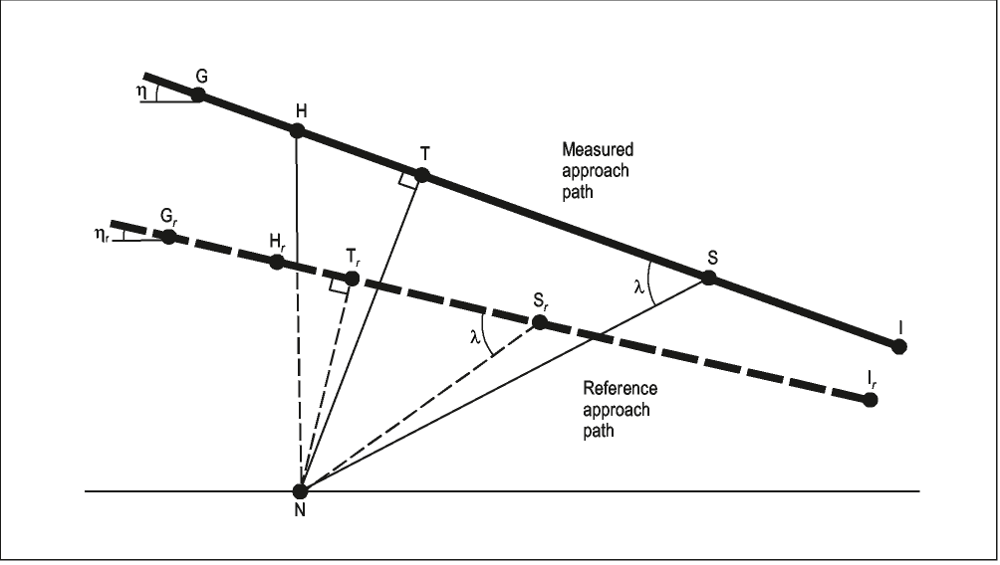 G
η
H
T
Measured
approach
path
Gr
ηr
Hr
Tr
S
λ
Sr
λ
I
Ir
Reference
approach
path
N